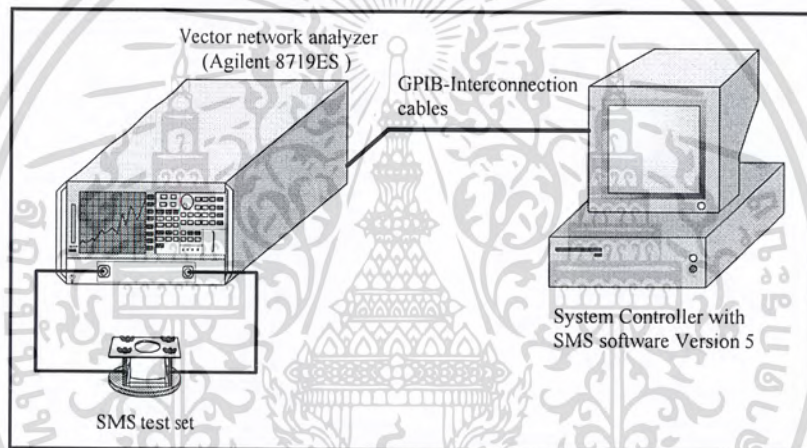 Vector network analyzer
(Agilent 8719ES )
GPIB-Interconnection
cables
System Controller with
SMS software Version 5
SMS test set